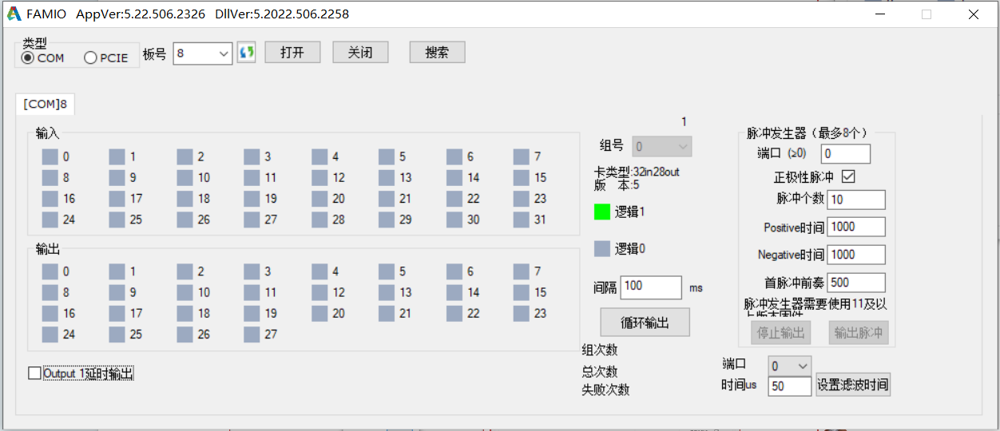 FAMIO AppVer:5.22.506.2326 DllVer:5.2022.506.2258
类型
COM PCIE 板号 8 打开 关闭 搜索
[COM]8
输入
0 1 2 3 4 5 6 7
8 9 10 11 12 13 14 15
16 17 18 19 20 21 22 23
24 25 26 27 28 29 30 31
输出
0 1 2 3 4 5 6 7
8 9 10 11 12 13 14 15
16 17 18 19 20 21 22 23
24 25 26 27
Output 1延时输出
1
组号 0
卡类型:32in28out
版 本:5
逻辑1
逻辑0
间隔 100 ms
循环输出
组次数
总次数
失败次数
脉冲发生器（最多8个）
端口 (≥0) 0
正极性脉冲
脉冲个数 10
Positive时间 1000
Negative时间 1000
首脉冲前奏 500
脉冲发生器需要使用11及以
上版本固件
停止输出 输出脉冲
端口 0
时间us 50 设置滤波时间